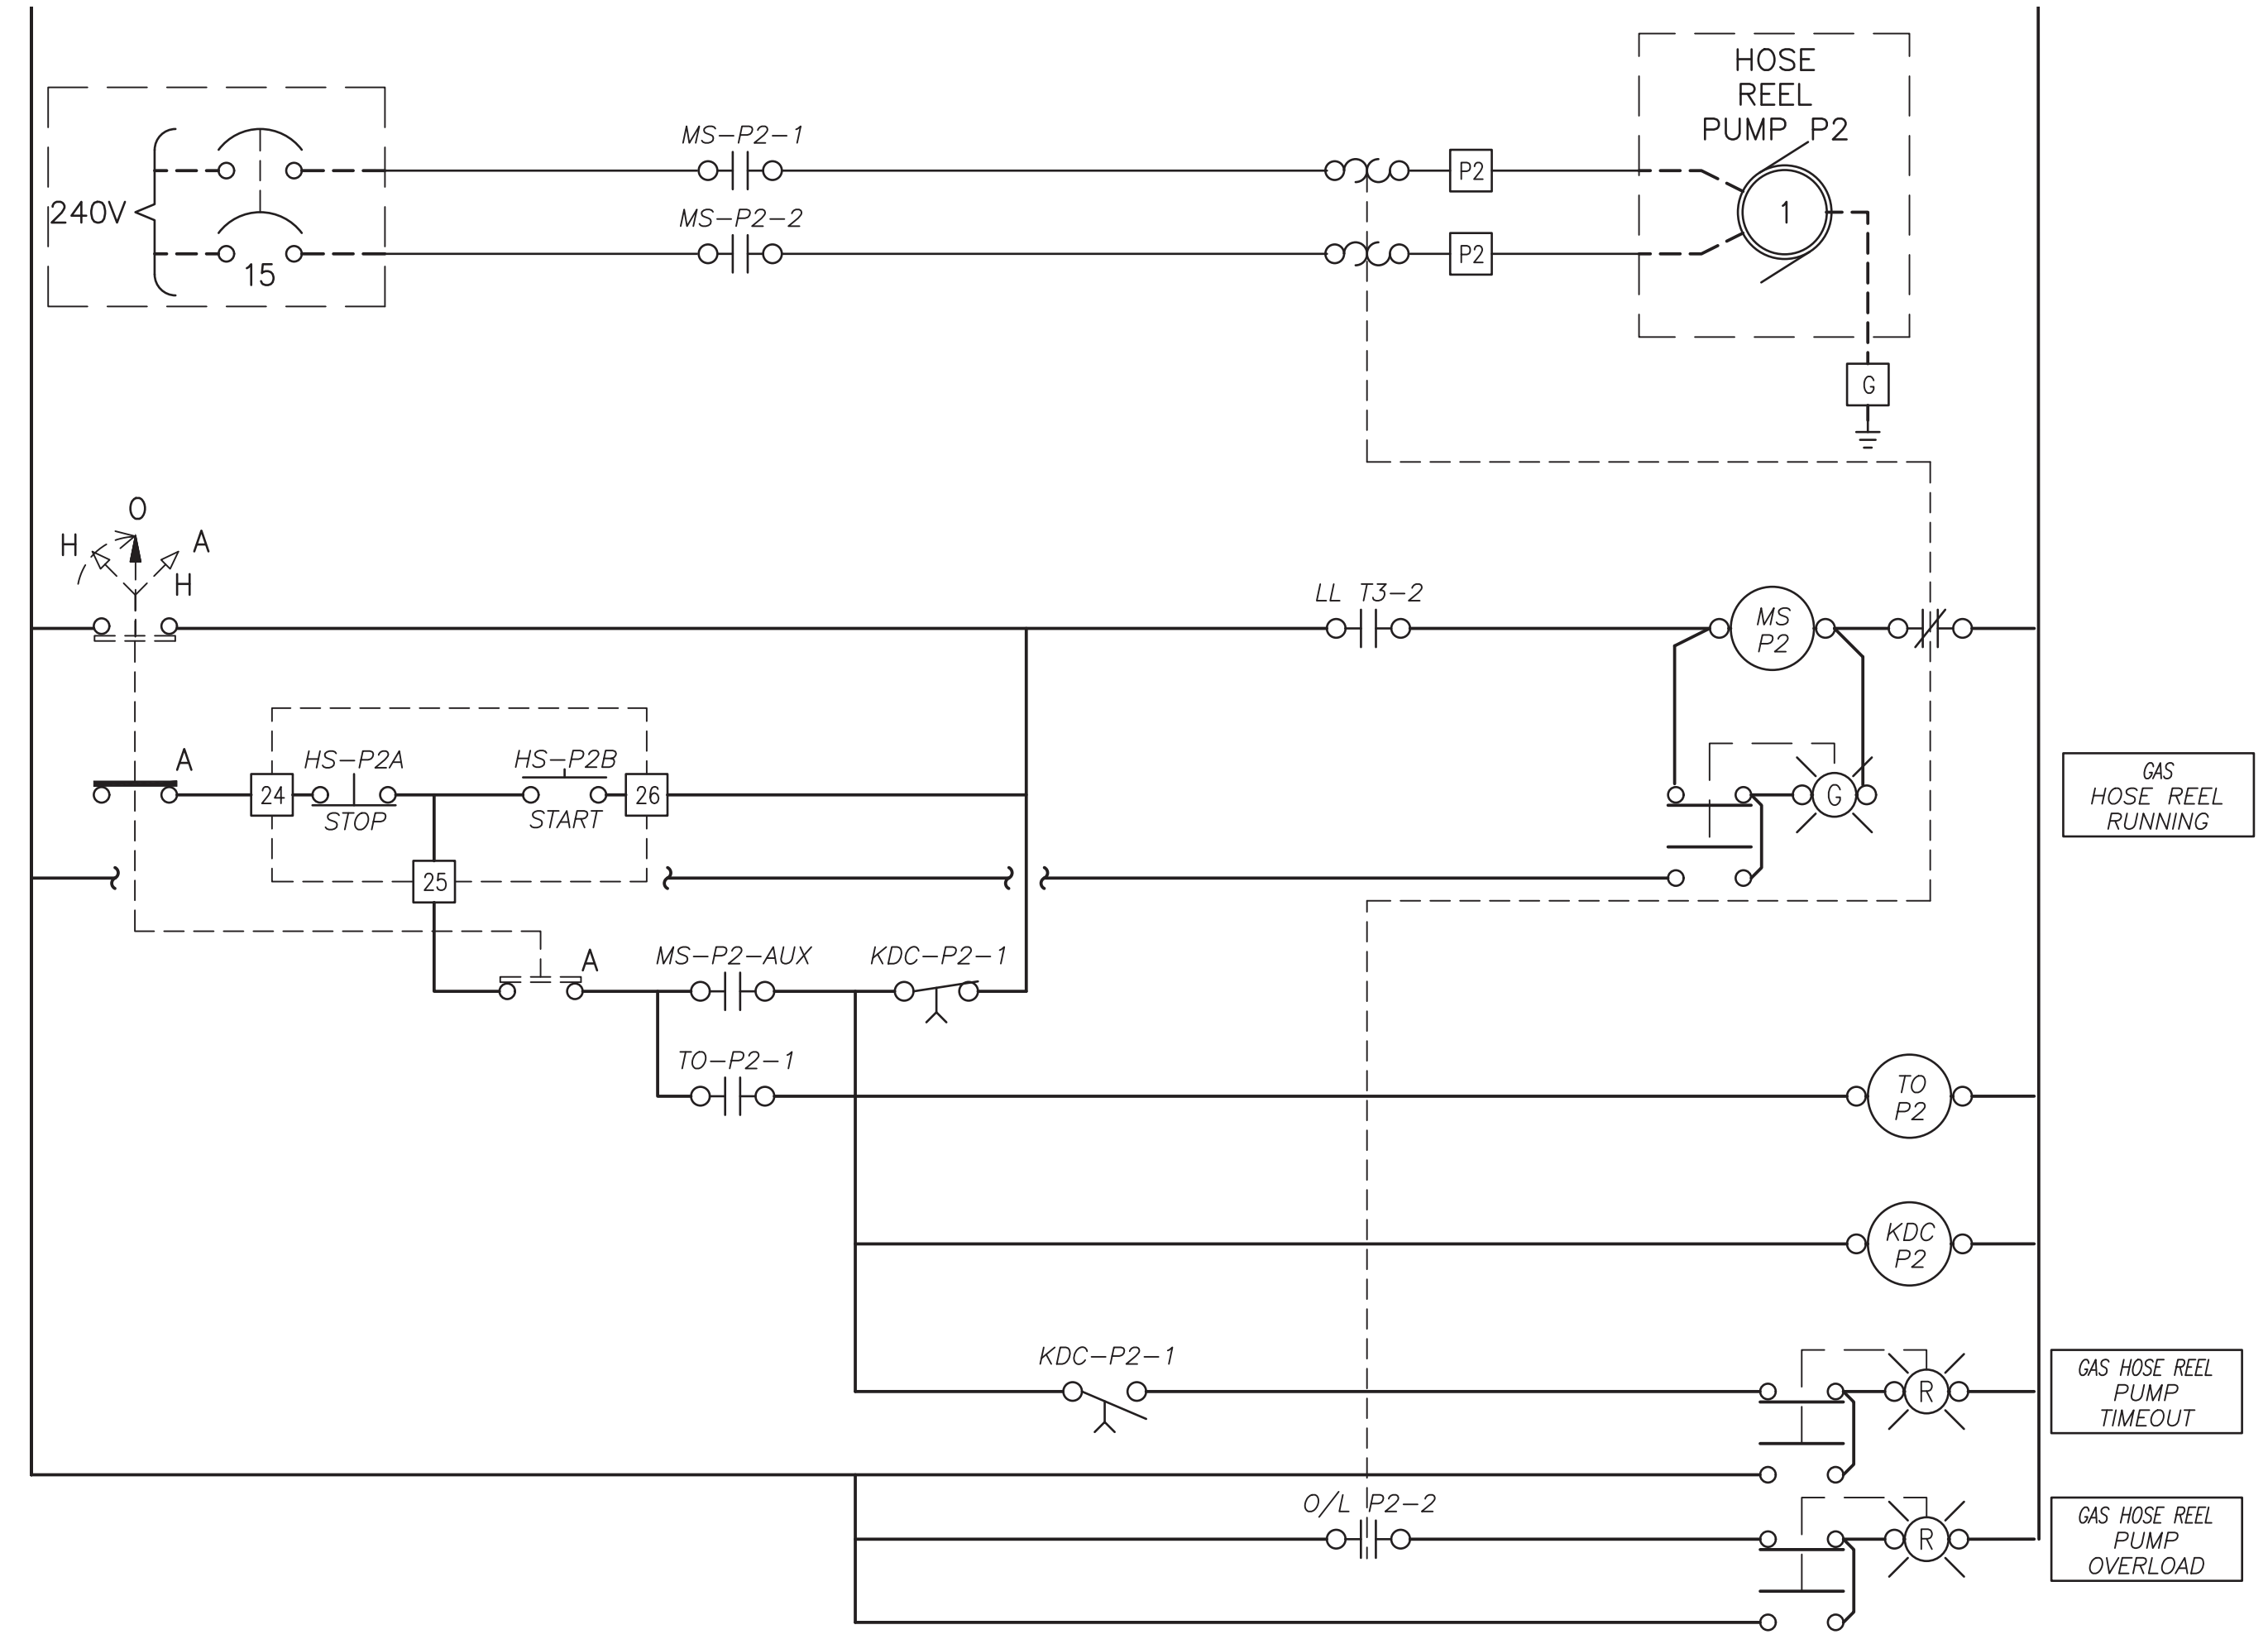 HOSE
REEL
PUMP P2
MS-P2-1
P2
240V
1
MS-P2-2
P2
15
G
O
H
A
H
LL T3-2
MS
P2
A
HS-P2A
HS-P2B
24
26
STOP
START
G
GAS
HOSE REEL
RUNNING
25
A
MS-P2-AUX
KDC-P2-1
TO-P2-1
TO
P2
KDC
P2
KDC-P2-1
R
GAS HOSE REEL
PUMP
TIMEOUT
O/L P2-2
R
GAS HOSE REEL
PUMP
OVERLOAD